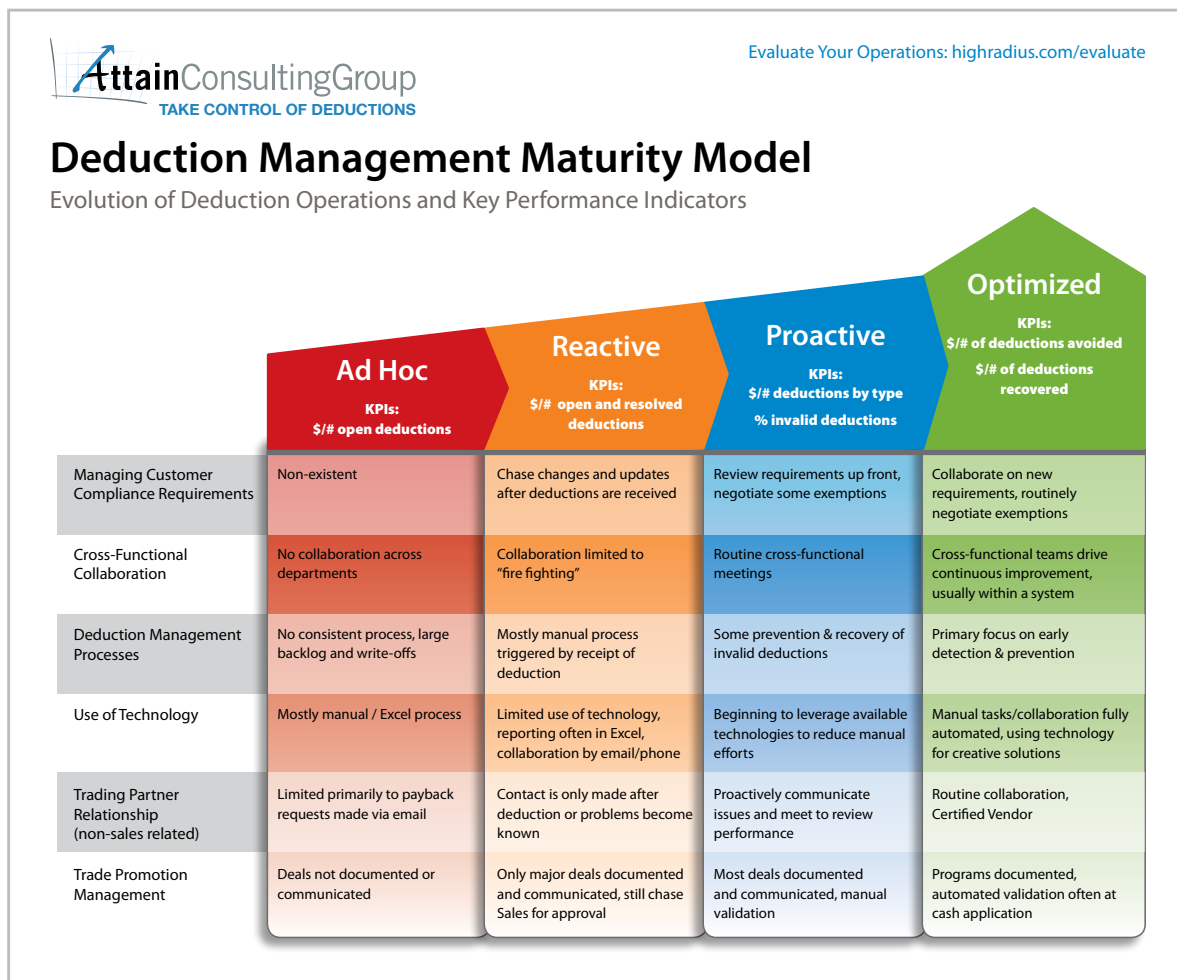 AttainConsultingGroup
TAKE CONTROL OF DEDUCTIONS
Evaluate Your Operations: highradius.com/evaluate
Deduction Management Maturity Model
Evolution of Deduction Operations and Key Performance Indicators
Ad Hoc
KPIs:
$/# open deductions
Reactive
KPIs:
$/# open and resolved
deductions
Proactive
KPIs:
$/# deductions by type
% invalid deductions
Optimized
KPIs:
$/# of deductions avoided
$/# of deductions
recovered
Managing Customer
Compliance Requirements
Non-existent
Chase changes and updates
after deductions are received
Review requirements up front,
negotiate some exemptions
Collaborate on new
requirements, routinely
negotiate exemptions
Cross-Functional
Collaboration
No collaboration across
departments
Collaboration limited to
“fire fighting”
Routine cross-functional
meetings
Cross-functional teams drive
continuous improvement,
usually within a system
Deduction Management
Processes
No consistent process, large
backlog and write-offs
Mostly manual process
triggered by receipt of
deduction
Some prevention & recovery of
invalid deductions
Primary focus on early
detection & prevention
Use of Technology
Mostly manual / Excel process
Limited use of technology,
reporting often in Excel,
collaboration by email/phone
Beginning to leverage available
technologies to reduce manual
efforts
Manual tasks/collaboration fully
automated, using technology
for creative solutions
Trading Partner
Relationship
(non-sales related)
Limited primarily to payback
requests made via email
Contact is only made after
deduction or problems become
known
Proactively communicate
issues and meet to review
performance
Routine collaboration,
Certified Vendor
Trade Promotion
Management
Deals not documented or
communicated
Only major deals documented
and communicated, still chase
Sales for approval
Most deals documented
and communicated, manual
validation
Programs documented,
automated validation often at
cash application